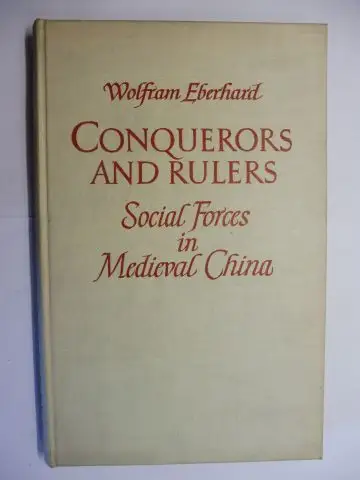 Wolfram Eberhard
CONQUERORS
AND RULERS
Social Forces
in
Medieval China